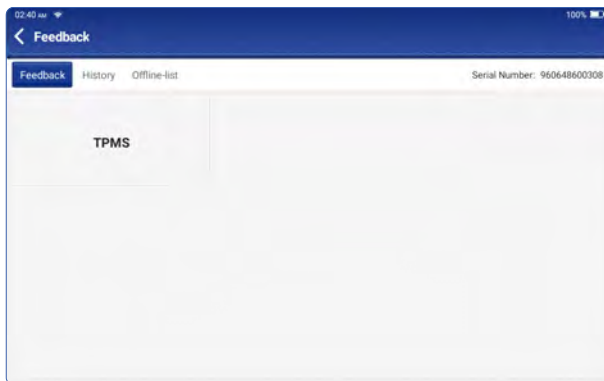 02:40 AM 100%
Feedback
Feedback History Offline-list Serial Number: 960648600308
TPMS